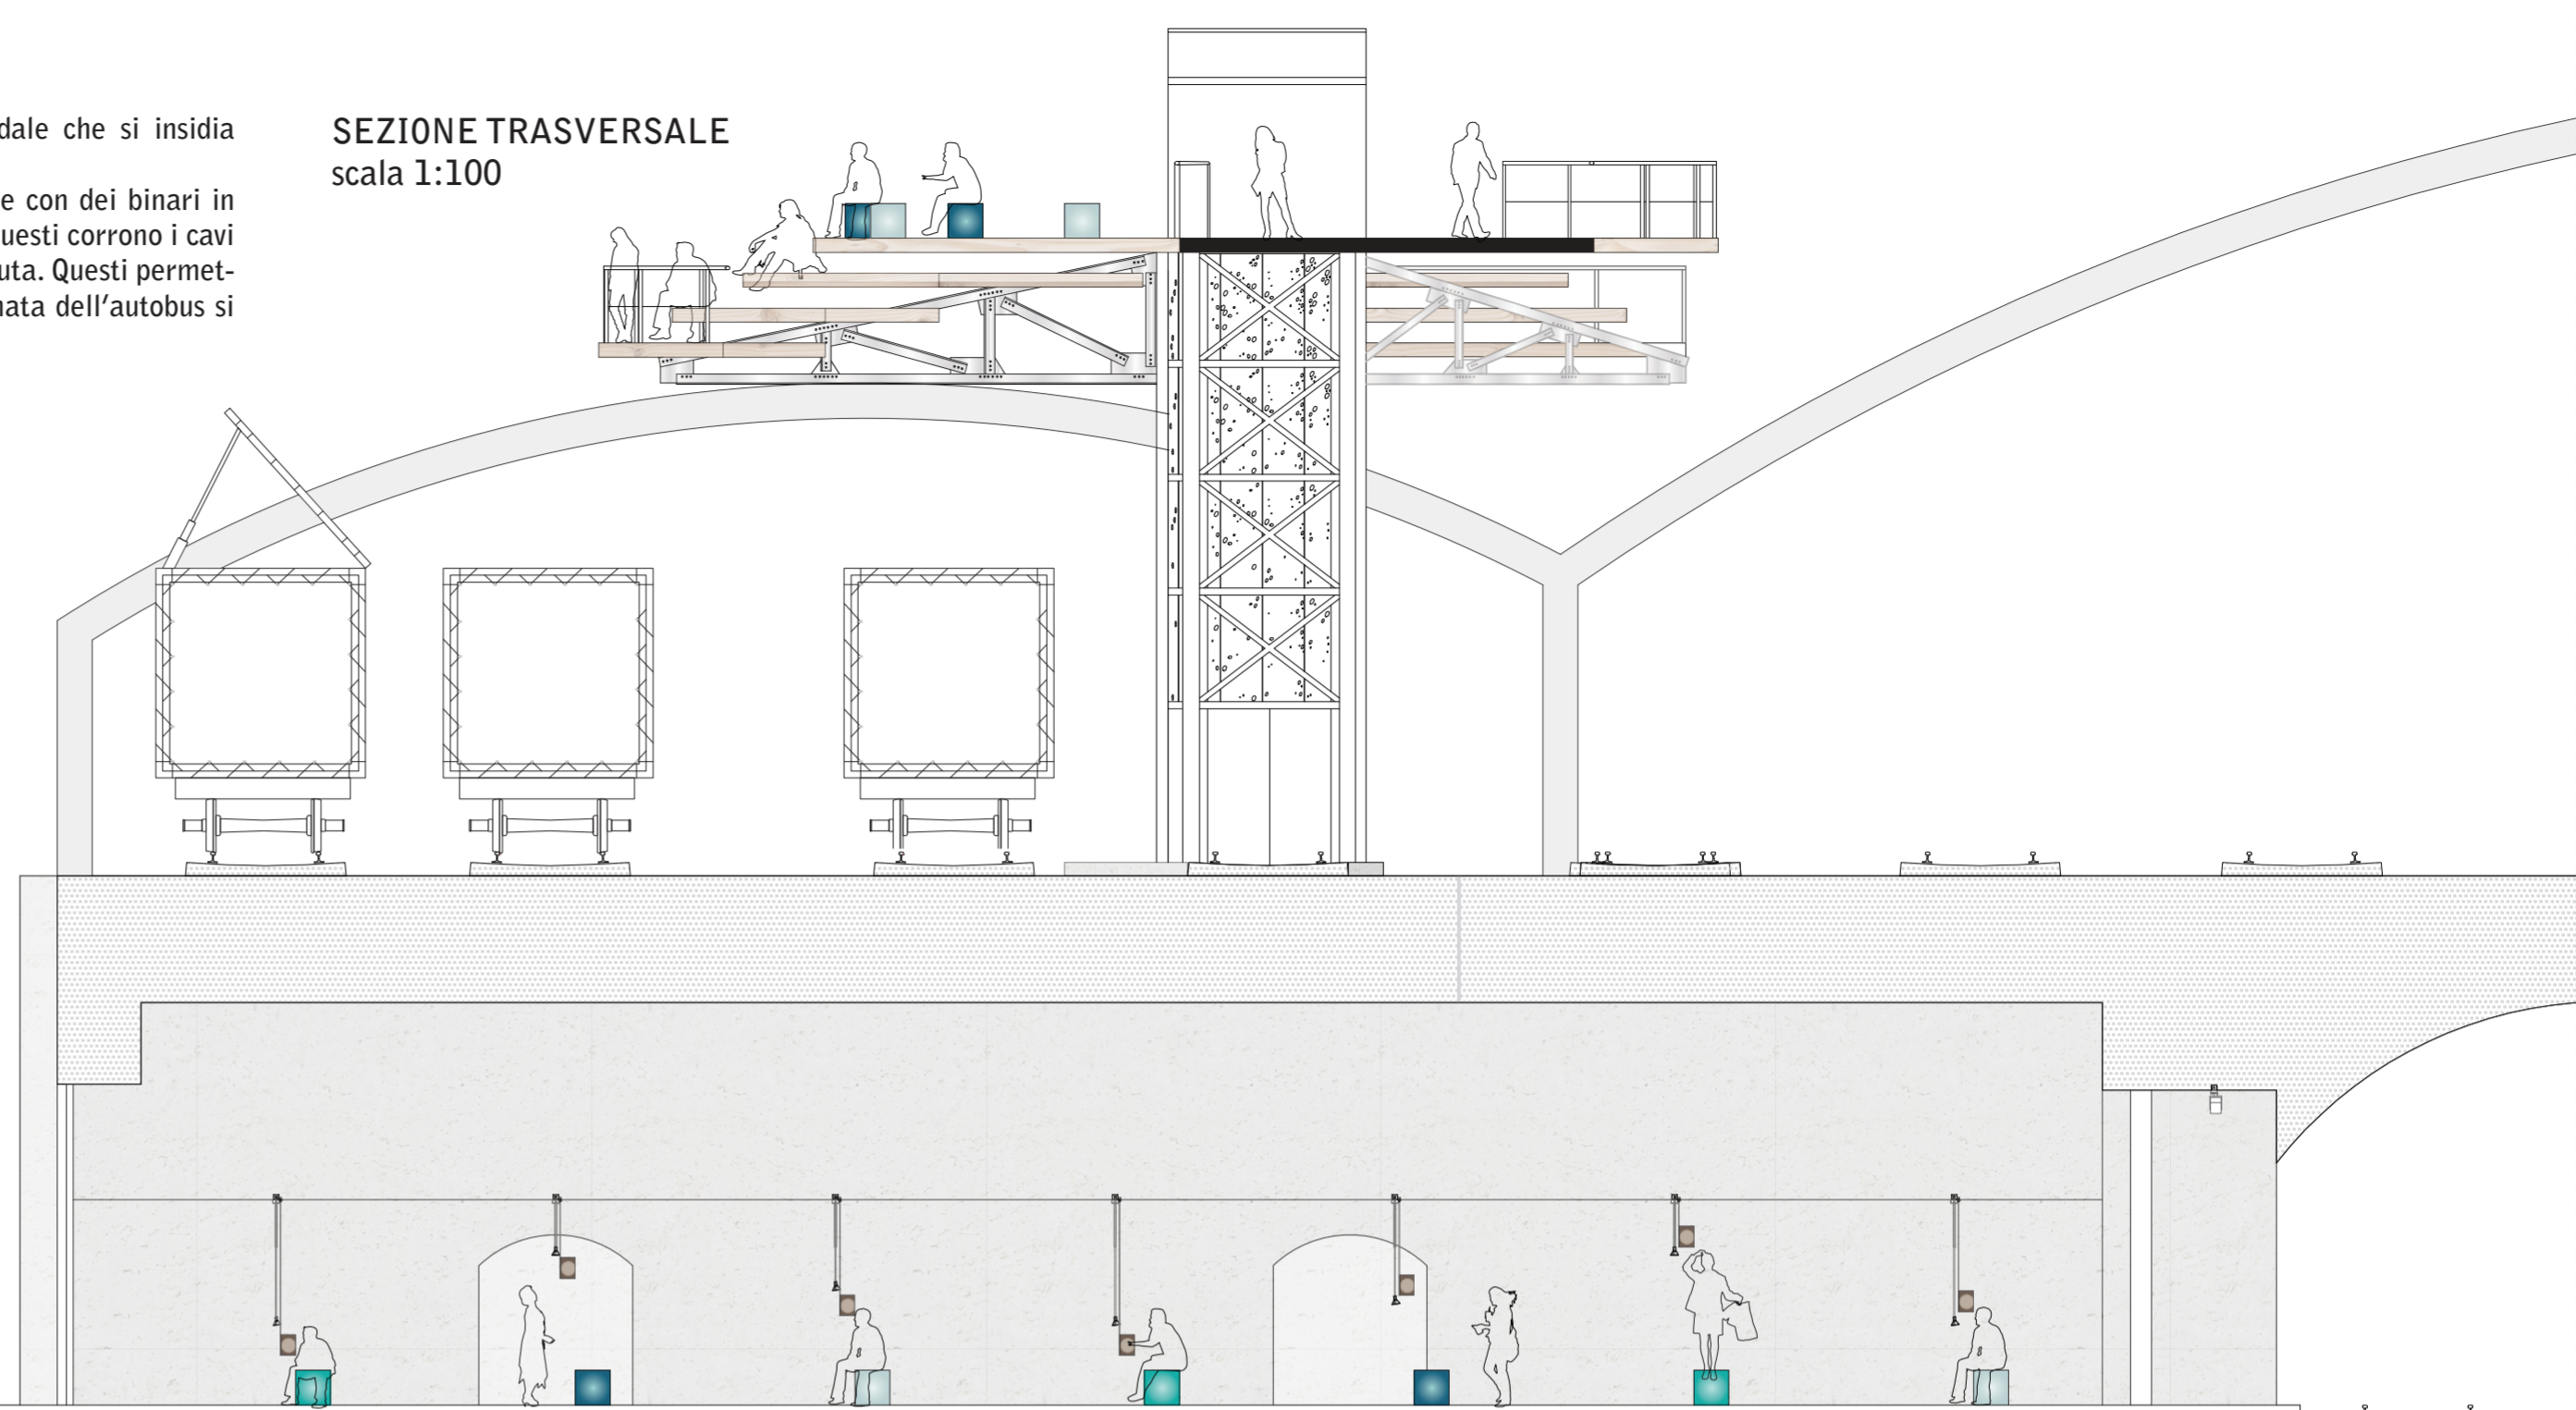 dale che si insidia
e con dei binari in
uesti corrono i cavi
uta. Questi permet-
nata dell'autobus si
SEZIONE TRASVERSALE
scala 1:100